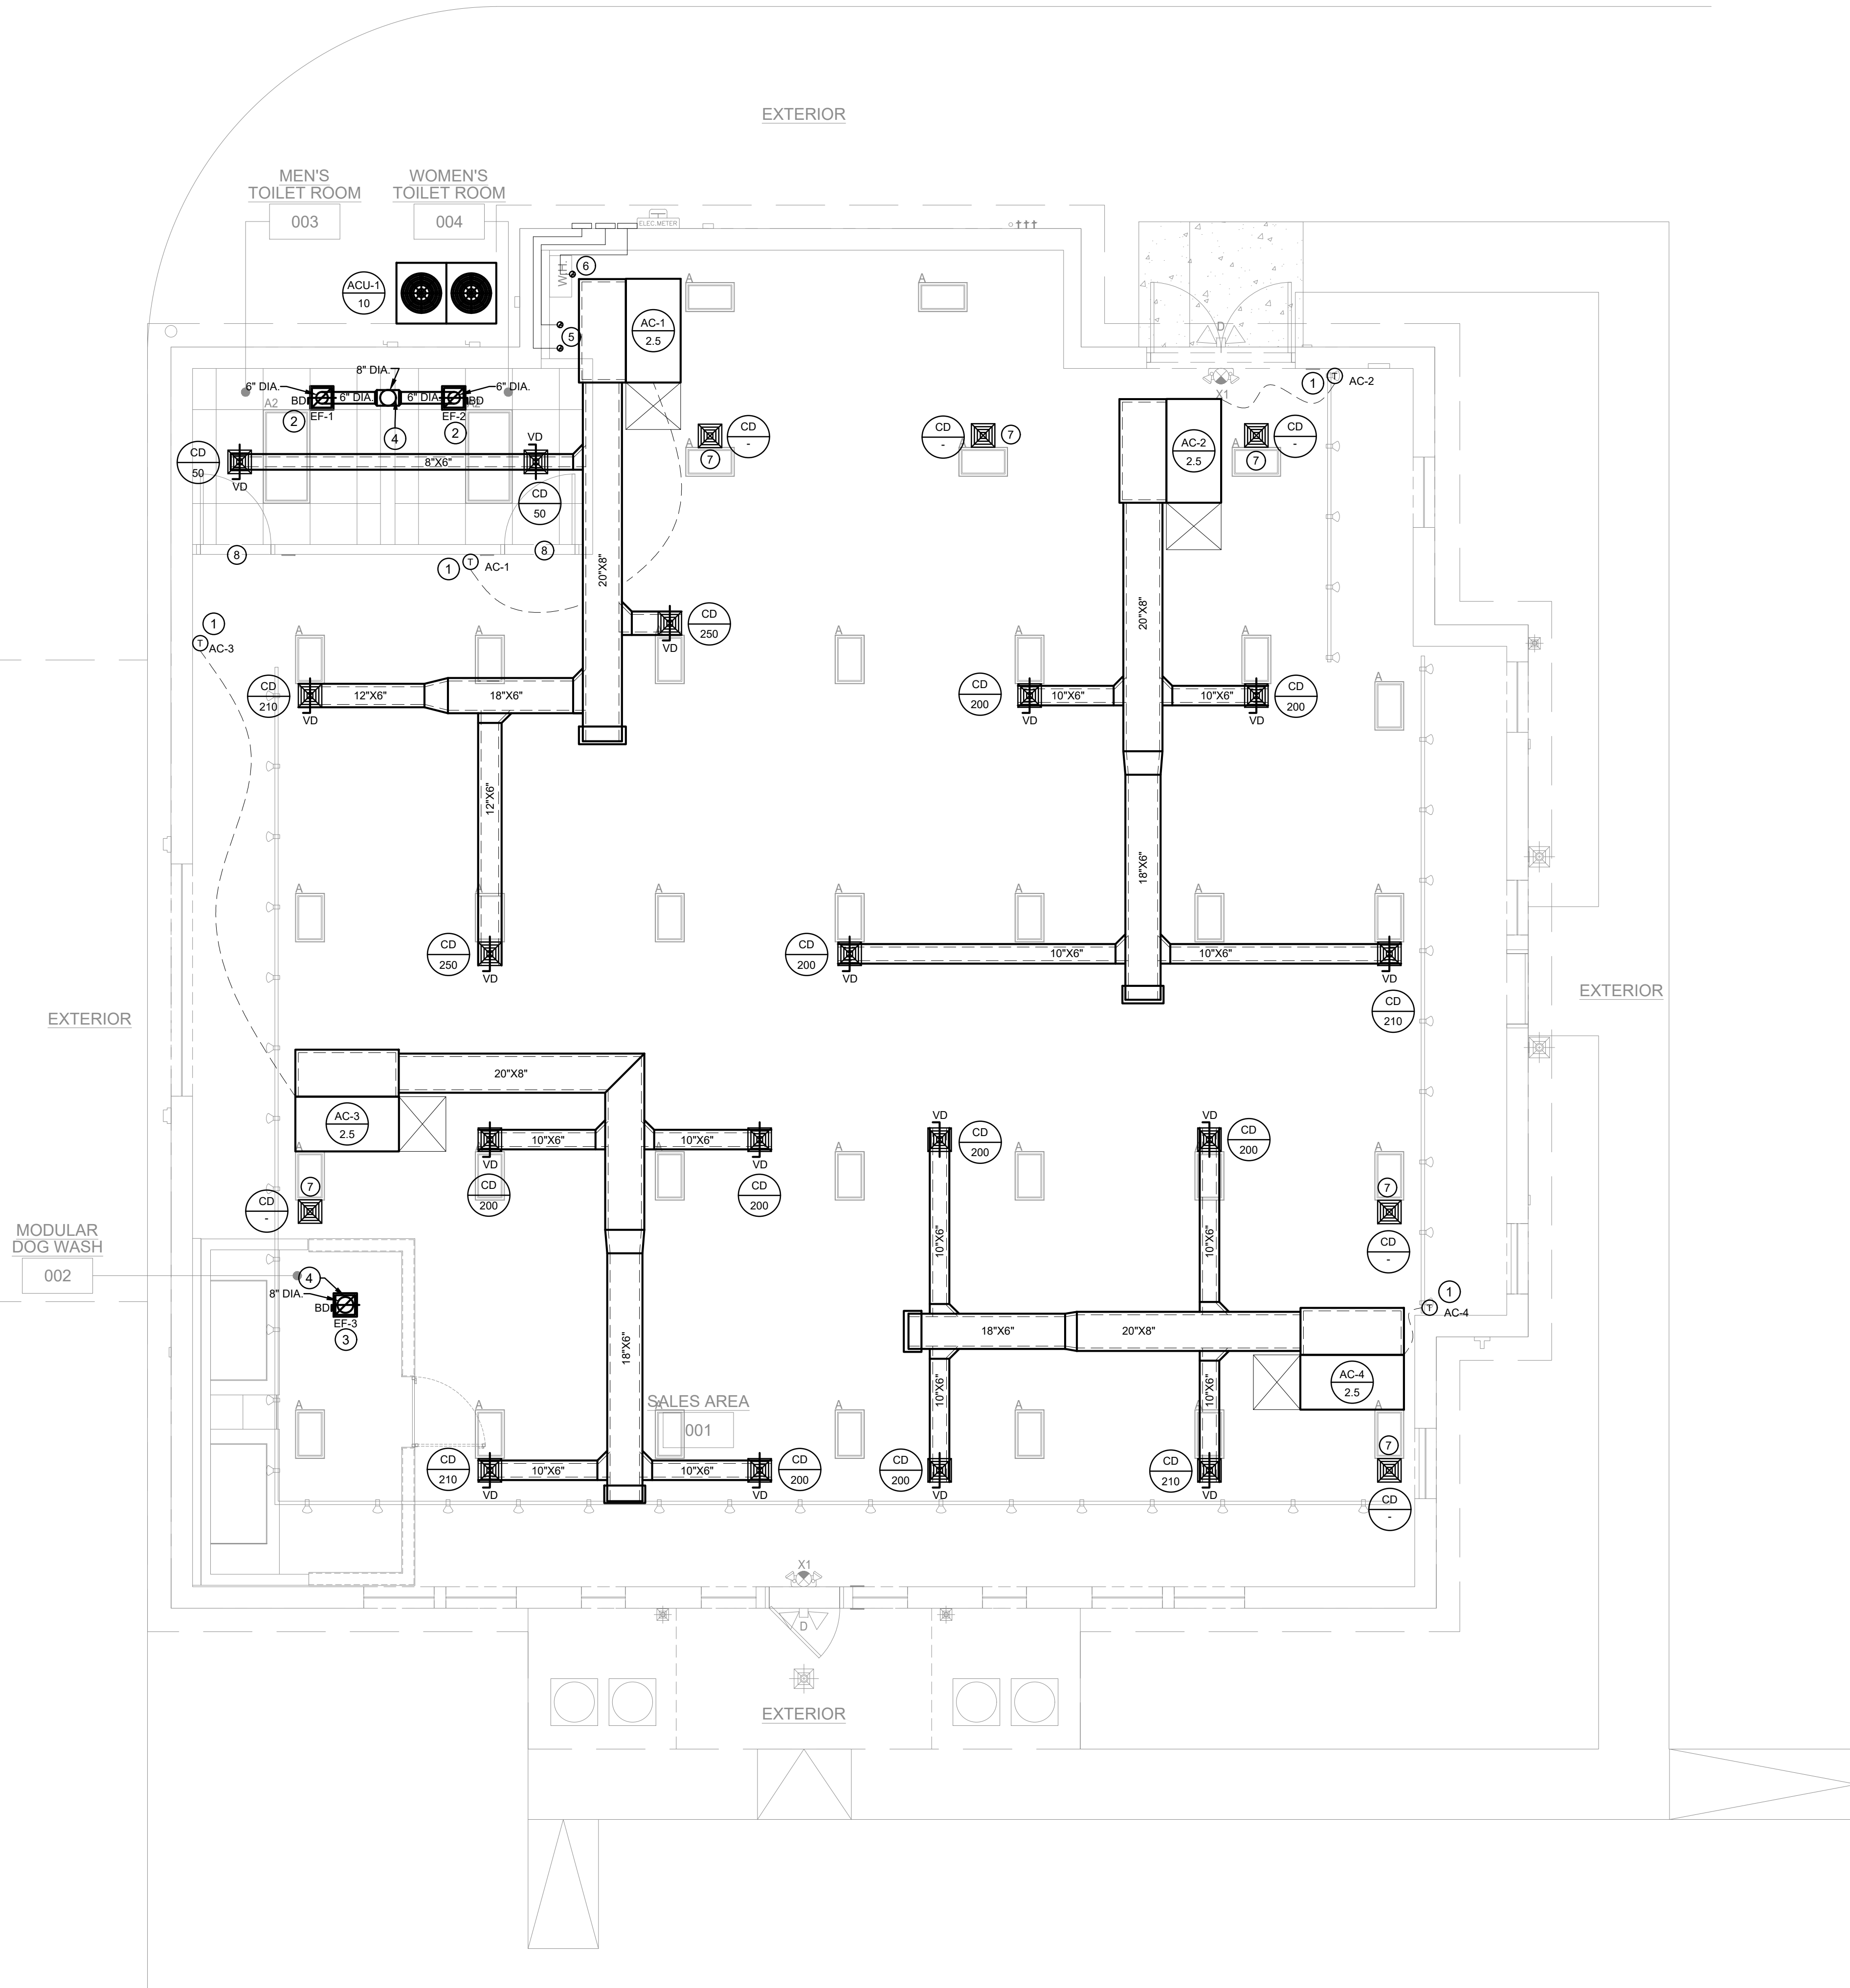 EXTERIOR
MEN'S
TOILET ROOM
003
WOMEN'S
TOILET ROOM
004
ELEC.METER
W.H.
6
ACU-1
10
5
AC-1
2.5
A
A
D
X1
1
T
AC-2
8" DIA.
6" DIA.
6" DIA.
6" DIA.
6" DIA.
BD
BD
EF-1
EF-2
A2
A2
2
4
2
CD
50
VD
8"X6"
VD
CD
50
CD
-
A
7
CD
-
7
A
AC-2
2.5
CD
-
A
7
8
8
1
T
AC-1
20"X8"
20"X8"
1
T
AC-3
CD
250
VD
A
A
A
A
A
A
A
CD
210
VD
12"X6"
18"X6"
12"X6"
CD
200
VD
10"X6"
10"X6"
CD
200
VD
18"X6"
A
A
A
A
A
A
A
CD
250
VD
CD
200
VD
10"X6"
10"X6"
VD
CD
210
EXTERIOR
EXTERIOR
20"X8"
AC-3
2.5
A
A
A
A
A
A
A
10"X6"
10"X6"
VD
VD
CD
200
CD
200
VD
CD
200
VD
CD
200
7
CD
-
7
CD
-
MODULAR
DOG WASH
002
4
8" DIA.
BD
EF-3
3
10"X6"
10"X6"
18"X6"
18"X6"
20"X8"
1
T
AC-4
AC-4
2.5
10"X6"
10"X6"
SALES AREA
001
A
A
A
A
A
A
A
7
CD
-
CD
210
VD
10"X6"
10"X6"
VD
CD
200
CD
200
VD
CD
210
VD
X1
D
EXTERIOR